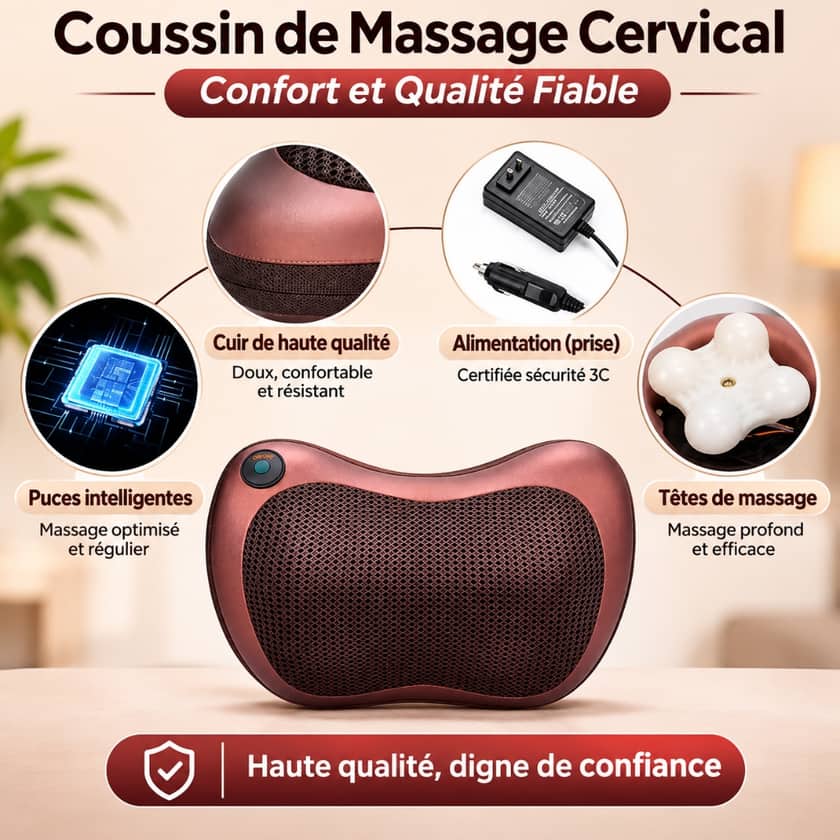 Coussin de Massage Cervical
Confort et Qualité Fiable
Cuir de haute qualité
Doux, confortable
et résistant
Alimentation (prise)
Certifiée sécurité 3C
Puces intelligentes
Massage optimisé
et régulier
Têtes de massage
Massage profond
et efficace
Haute qualité, digne de confiance